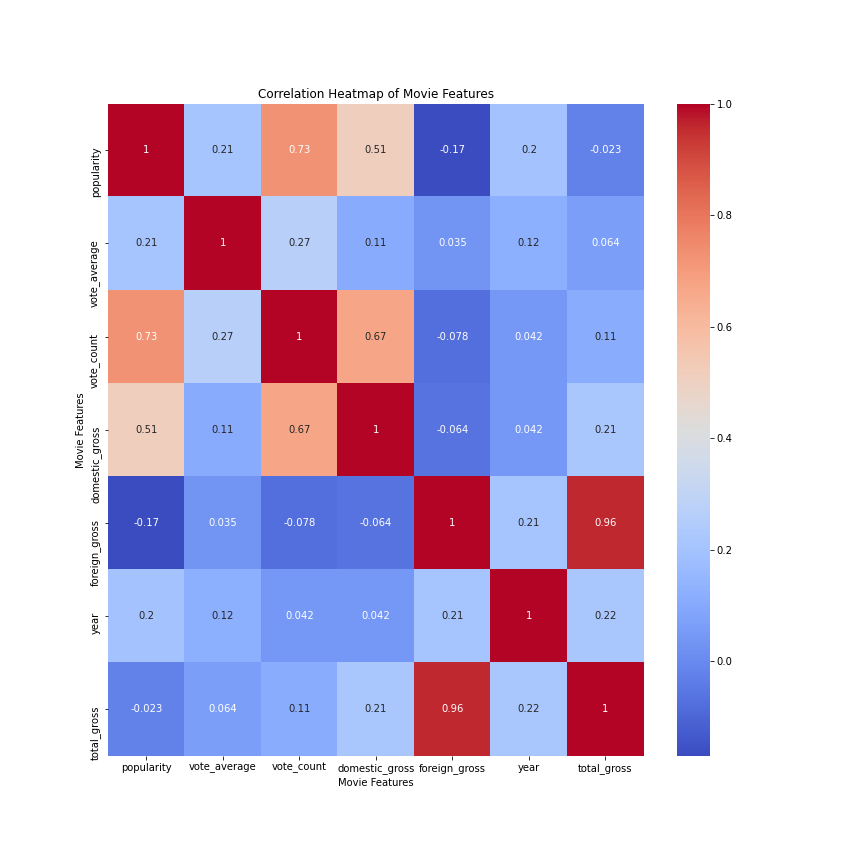 Correlation Heatmap of Movie Features
popularity 1 0.21 0.73 0.51 -0.17 0.2 -0.023
vote_average 0.21 1 0.27 0.11 0.035 0.12 0.064
vote_count 0.73 0.27 1 0.67 -0.078 0.042 0.11
domestic_gross 0.51 0.11 0.67 1 -0.064 0.042 0.21
foreign_gross -0.17 0.035 -0.078 -0.064 1 0.21 0.96
year 0.2 0.12 0.042 0.042 0.21 1 0.22
total_gross -0.023 0.064 0.11 0.21 0.96 0.22 1
Movie Features
popularity vote_average vote_count domestic_gross foreign_gross year total_gross
Movie Features
1.0
0.8
0.6
0.4
0.2
0.0